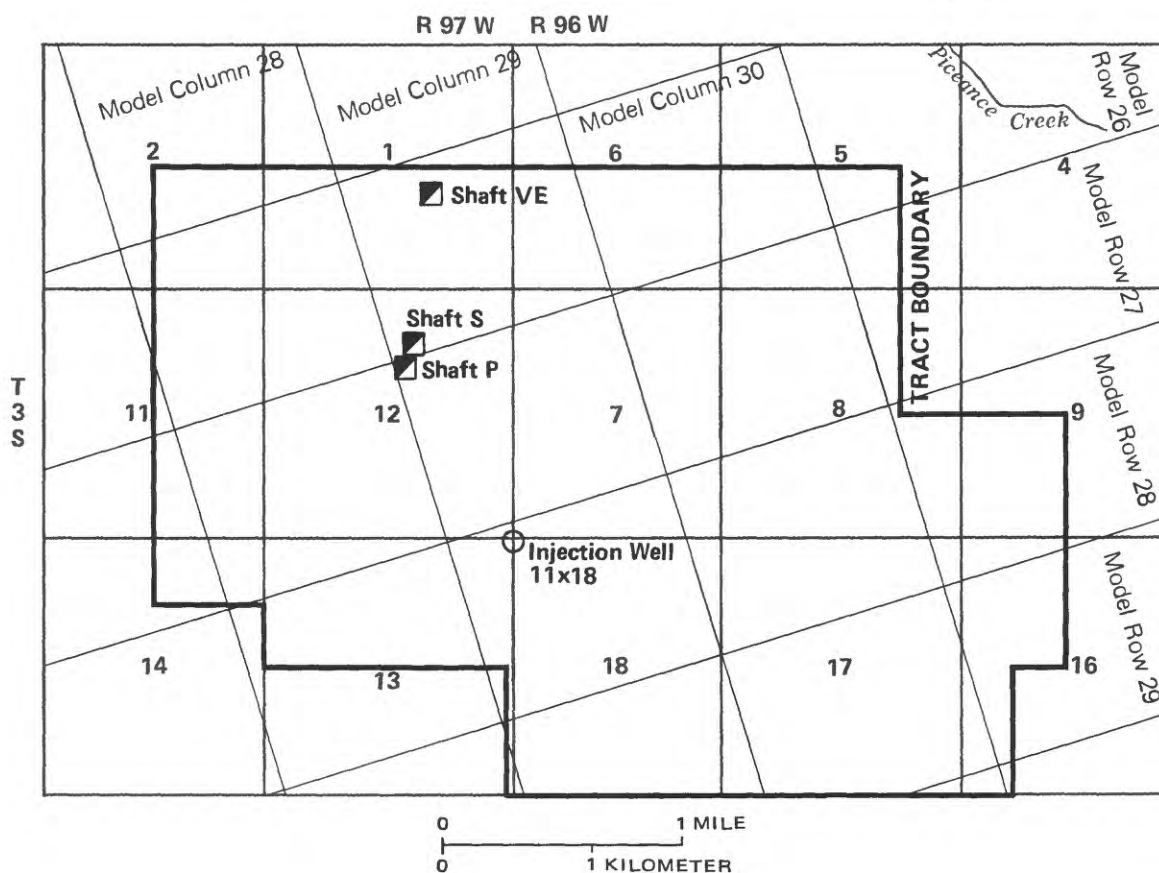 R 97 W
R 96 W
Model Column 28
Model Column 29
Model Column 30
Piceance
Creek
Model
Row 26
2
1
6
5
4
Shaft VE
TRACT BOUNDARY
Model Row 27
Shaft S
Shaft P
T
3
S
11
12
7
8
9
Model Row 28
Injection Well
11x18
14
13
18
17
16
Model Row 29
0
1 MILE
0
1 KILOMETER